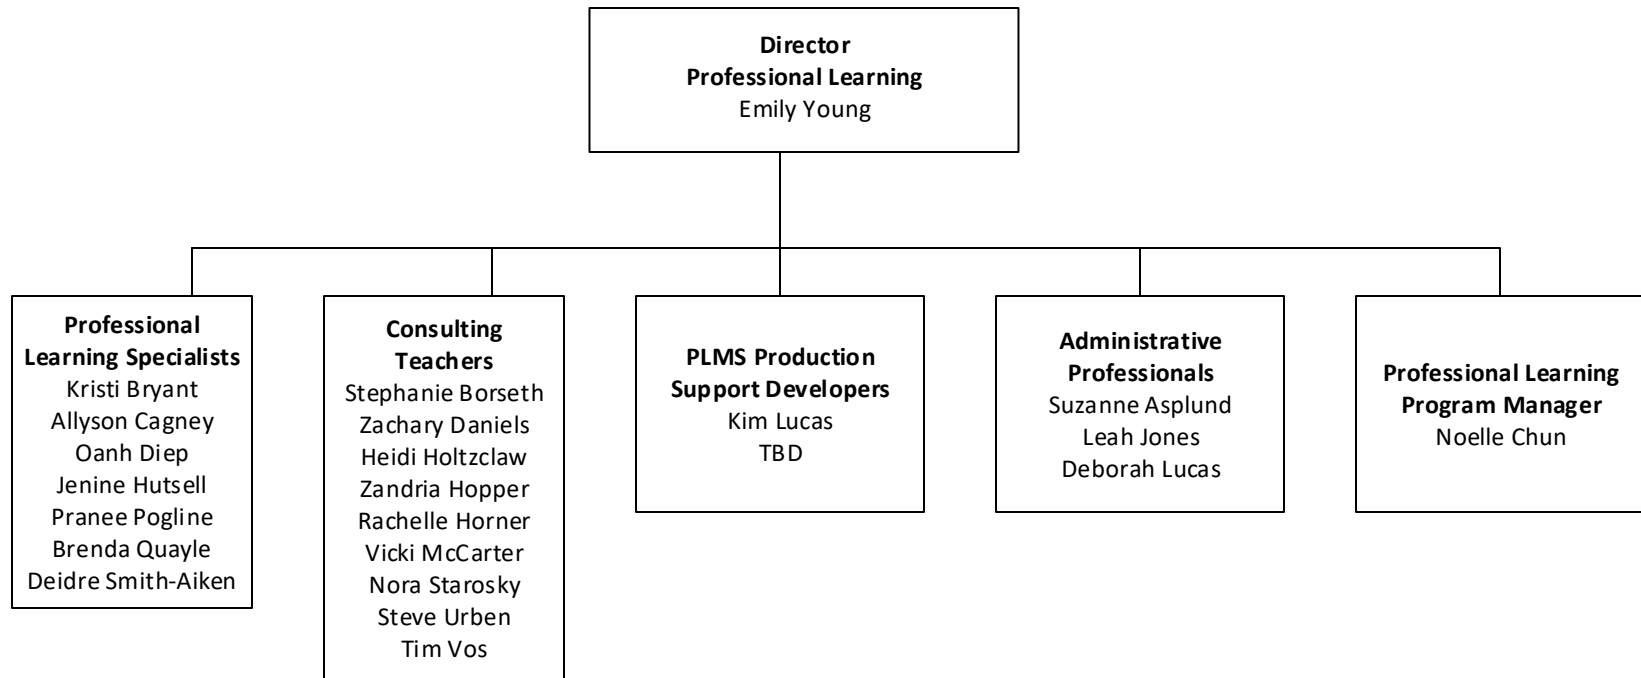 Director
Professional Learning
Emily Young
Professional
Learning Specialists
Kristi Bryant
Allyson Cagney
Oanh Diep
Jenine Hutsell
Pranee Pogline
Brenda Quayle
Deidre Smith-Aiken
Consulting
Teachers
Stephanie Borseth
Zachary Daniels
Heidi Holtzclaw
Zandria Hopper
Rachelle Horner
Vicki McCarter
Nora Starosky
Steve Urben
Tim Vos
PLMS Production
Support Developers
Kim Lucas
TBD
Administrative
Professionals
Suzanne Asplund
Leah Jones
Deborah Lucas
Professional Learning
Program Manager
Noelle Chun